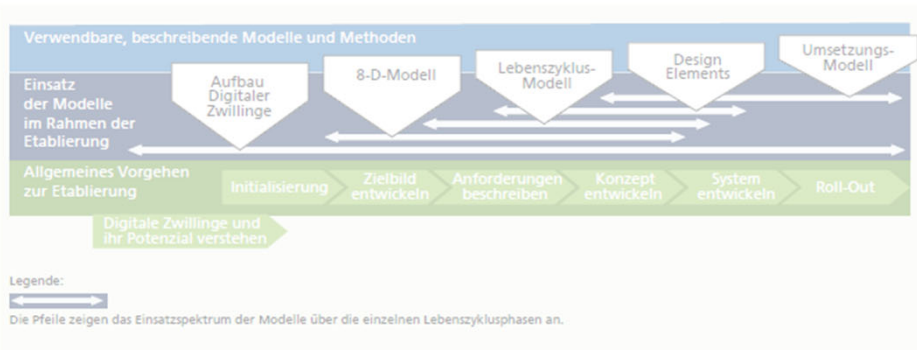 Verwendbare, beschreibende Modelle und Methoden
Aufbau
Digitaler
Zwillinge
8-D-Modell
Lebenszyklus-
Modell
Design
Elements
Umsetzungs-
Modell
Einsatz
der Modelle
im Rahmen der
Etablierung
Allgemeines Vorgehen
zur Etablierung
Initialisierung
Zielbild
entwickeln
Anforderungen
beschreiben
Konzept
entwickeln
System
entwickeln
Roll-Out
Digitale Zwillinge und
ihr Potenzial verstehen
Legende:
Die Pfeile zeigen das Einsatzspektrum der Modelle über die einzelnen Lebenszyklusphasen an.